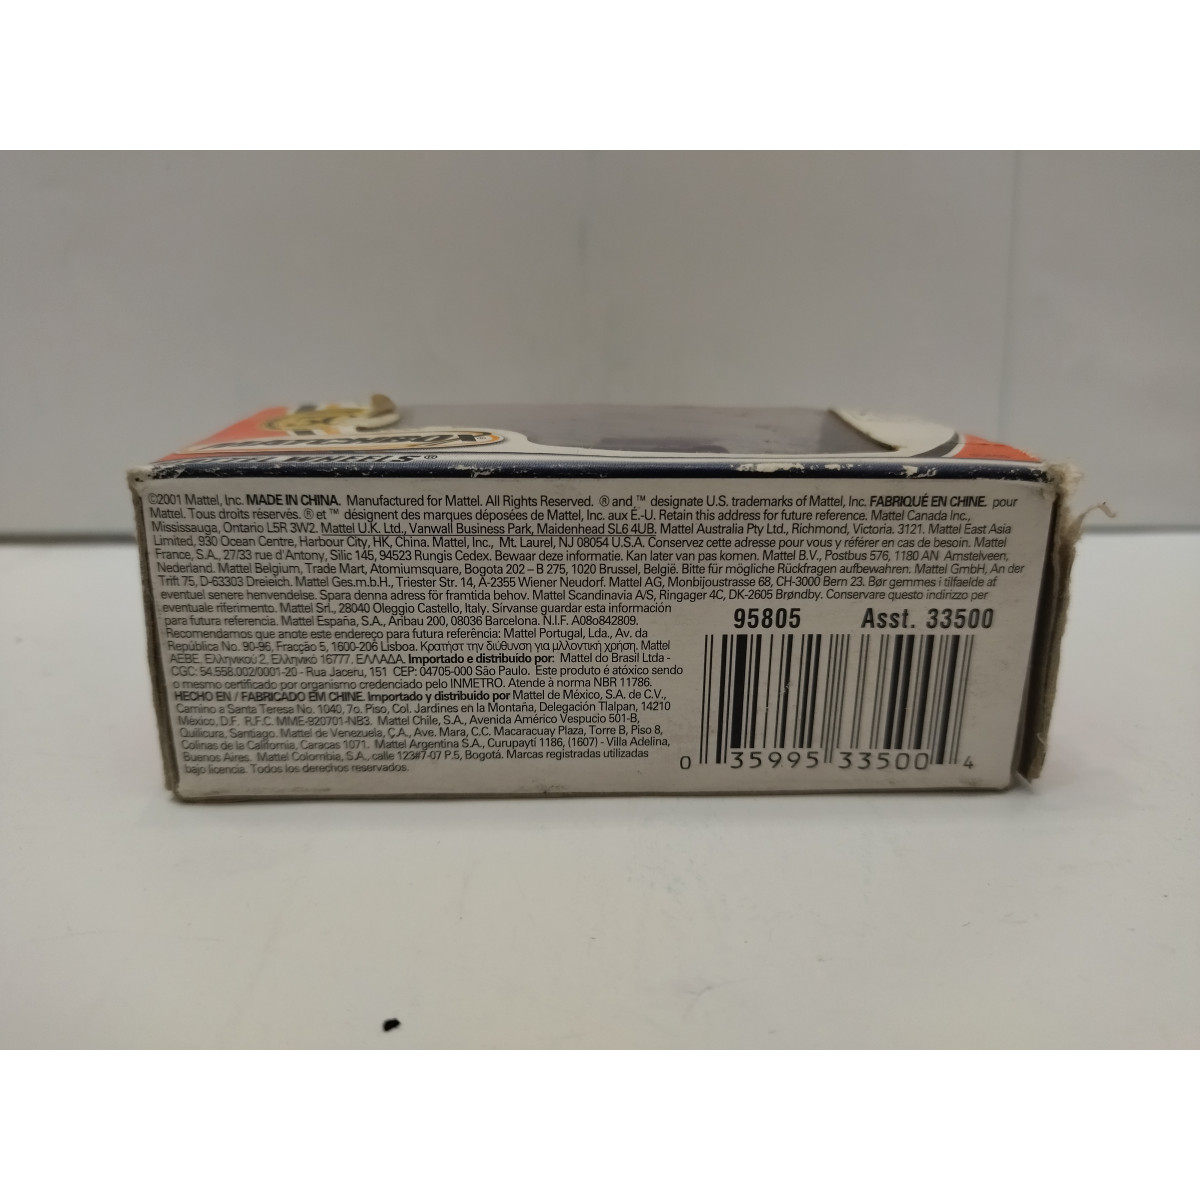 MATCHBOX
WHEELS®
©2001 Mattel, Inc. MADE IN CHINA. Manufactured for Mattel. All Rights Reserved. ® and ™ designate U.S. trademarks of Mattel, Inc. FABRIQUÉ EN CHINE. pour
Mattel. Tous droits réservés. ® et ™ désignent des marques déposées de Mattel, Inc. aux É.-U. Retain this address for future reference. Mattel Canada Inc.,
Mississauga, Ontario L5R 3W2. Mattel U.K. Ltd., Vanwall Business Park, Maidenhead SL6 4UB. Mattel Australia Pty Ltd., Richmond, Victoria. 3121. Mattel East Asia
Limited, 930 Ocean Centre, Harbour City, HK, China. Mattel, Inc., Mt. Laurel, NJ 08054 U.S.A. Conservez cette adresse pour vous y référer en cas de besoin. Mattel
France, S.A., 27/33 rue d'Antony, Silic 145, 94523 Rungis Cedex. Bewaar deze informatie. Kan later van pas komen. Mattel B.V., Postbus 576, 1180 AN Amstelveen,
Nederland. Mattel Belgium, Trade Mart, Atomiumsquare, Bogota 202 – B 275, 1020 Brussel, België. Bitte für mögliche Rückfragen aufbewahren. Mattel GmbH, An der
Trift 75, D-63303 Dreieich. Mattel Ges.m.b.H., Triester Str. 14, A-2355 Wiener Neudorf. Mattel AG, Monbijoustrasse 68, CH-3000 Bern 23. Bør gemmes i tilfælde af
eventuel senere henvendelse. Spara denna adress för framtida behov. Mattel Scandinavia A/S, Ringager 4C, DK-2605 Brøndby. Conservare questo indirizzo per
eventuale riferimento. Mattel Srl., 28040 Oleggio Castello, Italy. Sírvanse guardar esta información
para futura referencia. Mattel España, S.A., Aribau 200, 08036 Barcelona. N.I.F. A08o842809.
Recomendamos que anote este endereço para futura referência: Mattel Portugal, Lda., Av. da
República No. 90-96, Fracção 5, 1600-206 Lisboa. Κρατήστ την διύθυνση για μλλοντική χρήση. Mattel
AEBE, Ελληνικού 2, Ελληνικό 16777, ΕΛΛΑΔΑ. Importado e distribuído por: Mattel do Brasil Ltda -
CGC: 54.558.002/0001-20 - Rua Jaceru, 151 CEP: 04705-000 São Paulo. Este produto é atóxico sendo
o mesmo certificado por organismo credenciado pelo INMETRO. Atende à norma NBR 11786.
HECHO EN / FABRICADO EM CHINE. Importado y distribuido por Mattel de México, S.A. de C.V.,
Camino a Santa Teresa No. 1040, 7o. Piso, Col. Jardines en la Montaña, Delegación Tlalpan, 14210
México, D.F. R.F.C. MME-920701-NB3. Mattel Chile, S.A., Avenida Américo Vespucio 501-B,
Quilicura, Santiago. Mattel de Venezuela, C.A., Ave. Mara, C.C. Macaracuay Plaza, Torre B, Piso 8,
Colinas de la California, Caracas 1071. Mattel Argentina S.A., Curupaytí 1186, (1607) - Villa Adelina,
Buenos Aires. Mattel Colombia, S.A., calle 123#7-07 P.5, Bogotá. Marcas registradas utilizadas
bajo licencia. Todos los derechos reservados.
95805 Asst. 33500
0 35995 33500 4